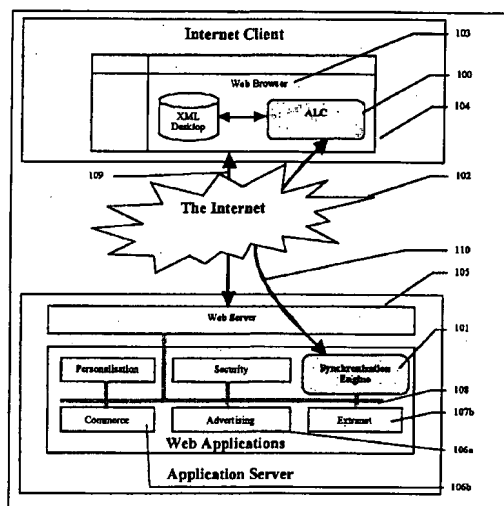 Internet Client
103
Web Browser
100
XML
Desktop
ALC
104
109
102
The Internet
110
105
Web Server
101
Personalisation
Security
Synchronization
Engine
108
107b
Commerce
Advertising
Extranet
Web Applications
106a
Application Server
106b